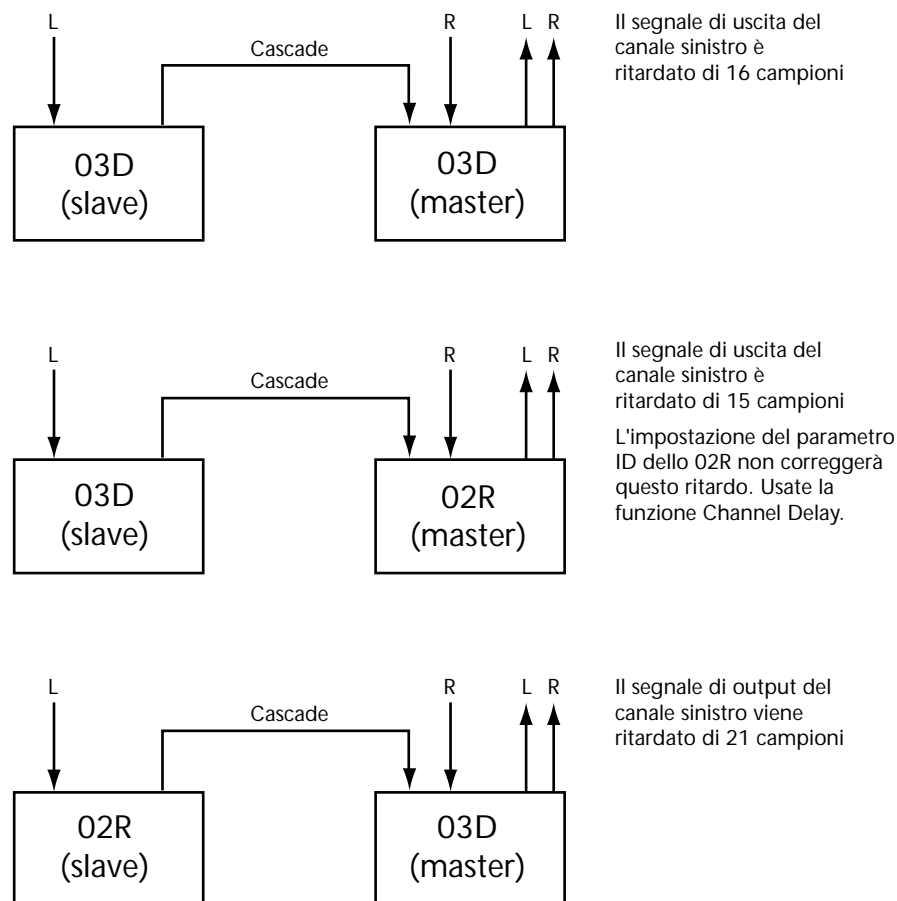 L
Cascade
R
L R
Il segnale di uscita del
canale sinistro è
ritardato di 16 campioni
03D
(slave)
03D
(master)
L
Cascade
R
L R
Il segnale di uscita del
canale sinistro è
ritardato di 15 campioni
L'impostazione del parametro
ID dello 02R non correggerà
questo ritardo. Usate la
funzione Channel Delay.
03D
(slave)
02R
(master)
L
Cascade
R
L R
Il segnale di output del
canale sinistro viene
ritardato di 21 campioni
02R
(slave)
03D
(master)